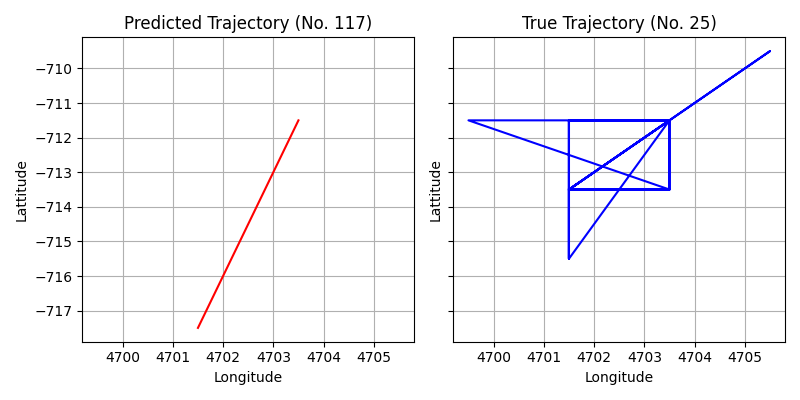 Predicted Trajectory (No. 117)
True Trajectory (No. 25)
−710
−711
−712
−713
−714
−715
−716
−717
Lattitude
Lattitude
4700 4701 4702 4703 4704 4705
4700 4701 4702 4703 4704 4705
Longitude
Longitude